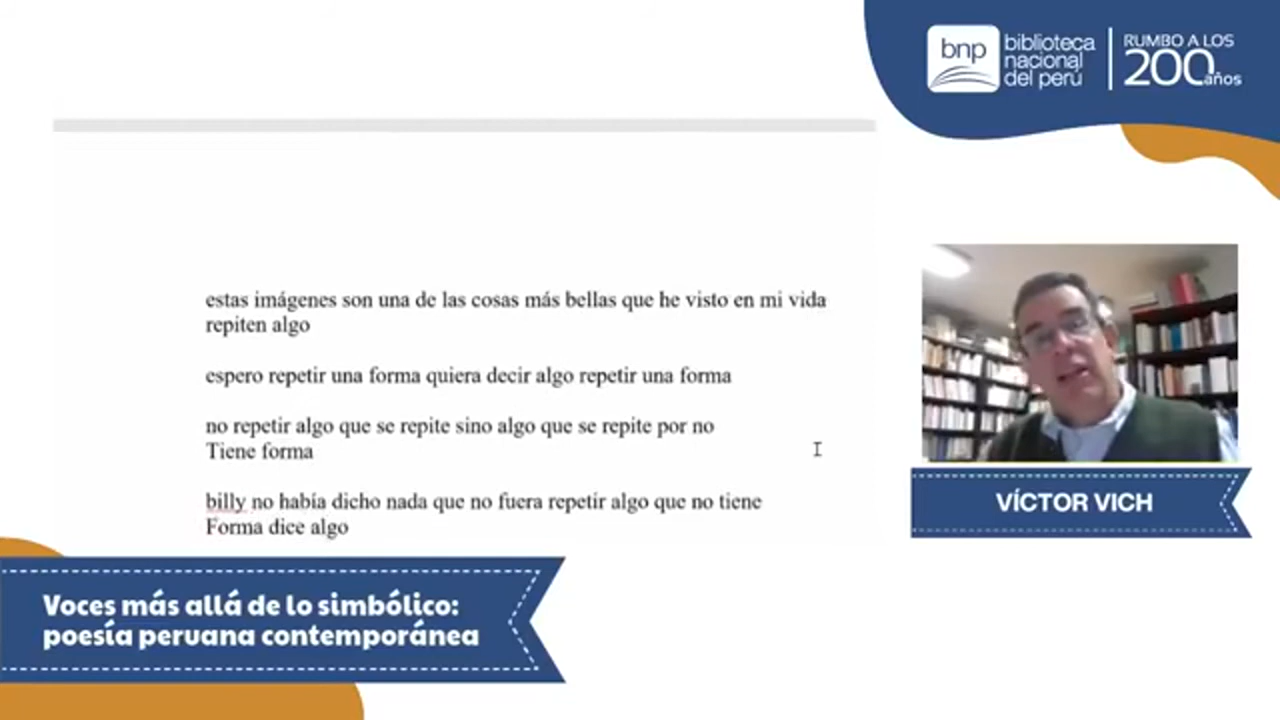 bnp
biblioteca
nacional
del perú
RUMBO A LOS
200 años
estas imágenes son una de las cosas más bellas que he visto en mi vida
repiten algo
espero repetir una forma quiera decir algo repetir una forma
no repetir algo que se repite sino algo que se repite por no
Tiene forma
billy no había dicho nada que no fuera repetir algo que no tiene
Forma dice algo
VÍCTOR VICH
Voces más allá de lo simbólico:
poesía peruana contemporánea